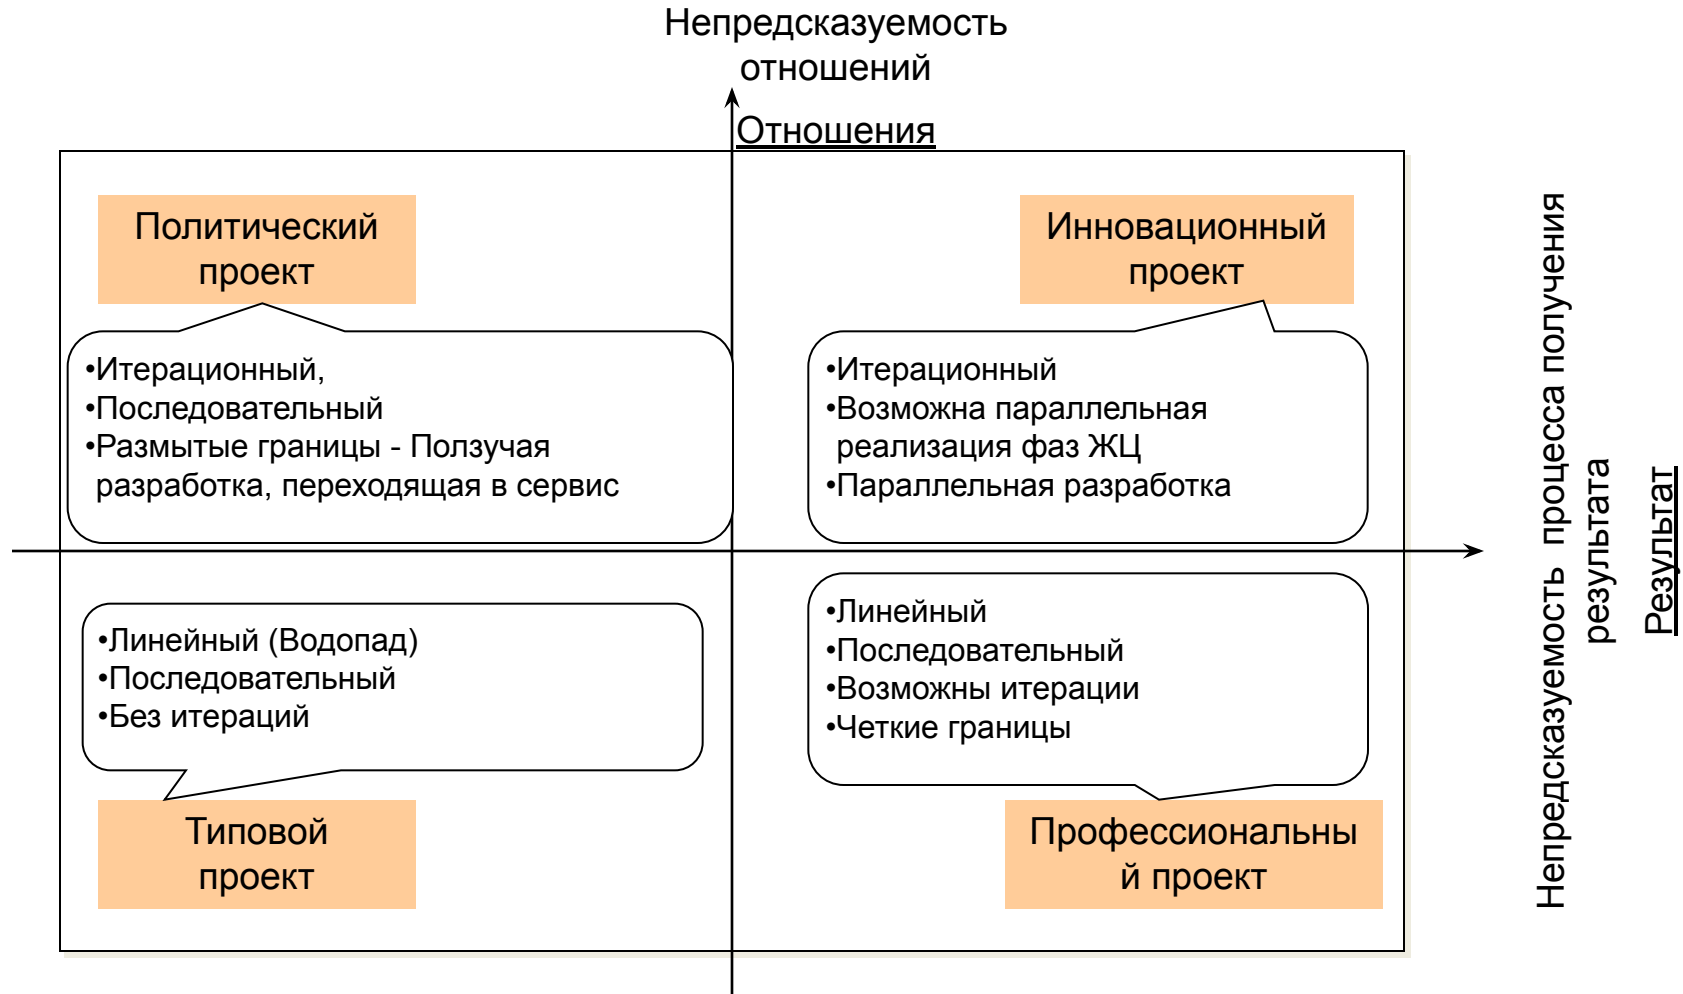 Непредсказуемость
отношений
Отношения
Политический
проект
•Итерационный,
•Последовательный
•Размытые границы - Ползучая
разработка, переходящая в сервис
Инновационный
проект
•Итерационный
•Возможна параллельная
реализация фаз ЖЦ
•Параллельная разработка
•Линейный (Водопад)
•Последовательный
•Без итераций
Типовой
проект
•Линейный
•Последовательный
•Возможны итерации
•Четкие границы
Профессиональны
й проект
Непредсказуемость процесса получения
результата
Результат